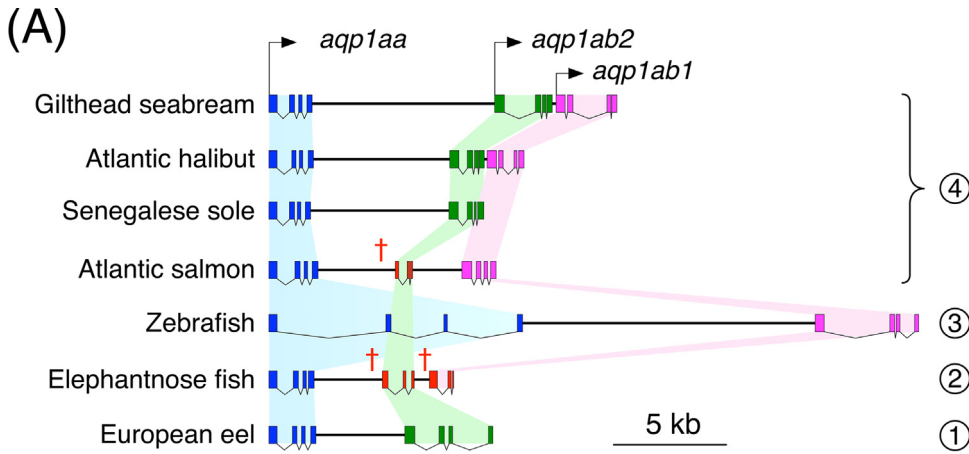 (A)
aqp1aa
aqp1ab2
aqp1ab1
Gilthead seabream
Atlantic halibut
Senegalese sole
④
Atlantic salmon
†
Zebrafish
③
† †
Elephantnose fish
②
European eel
5 kb
①